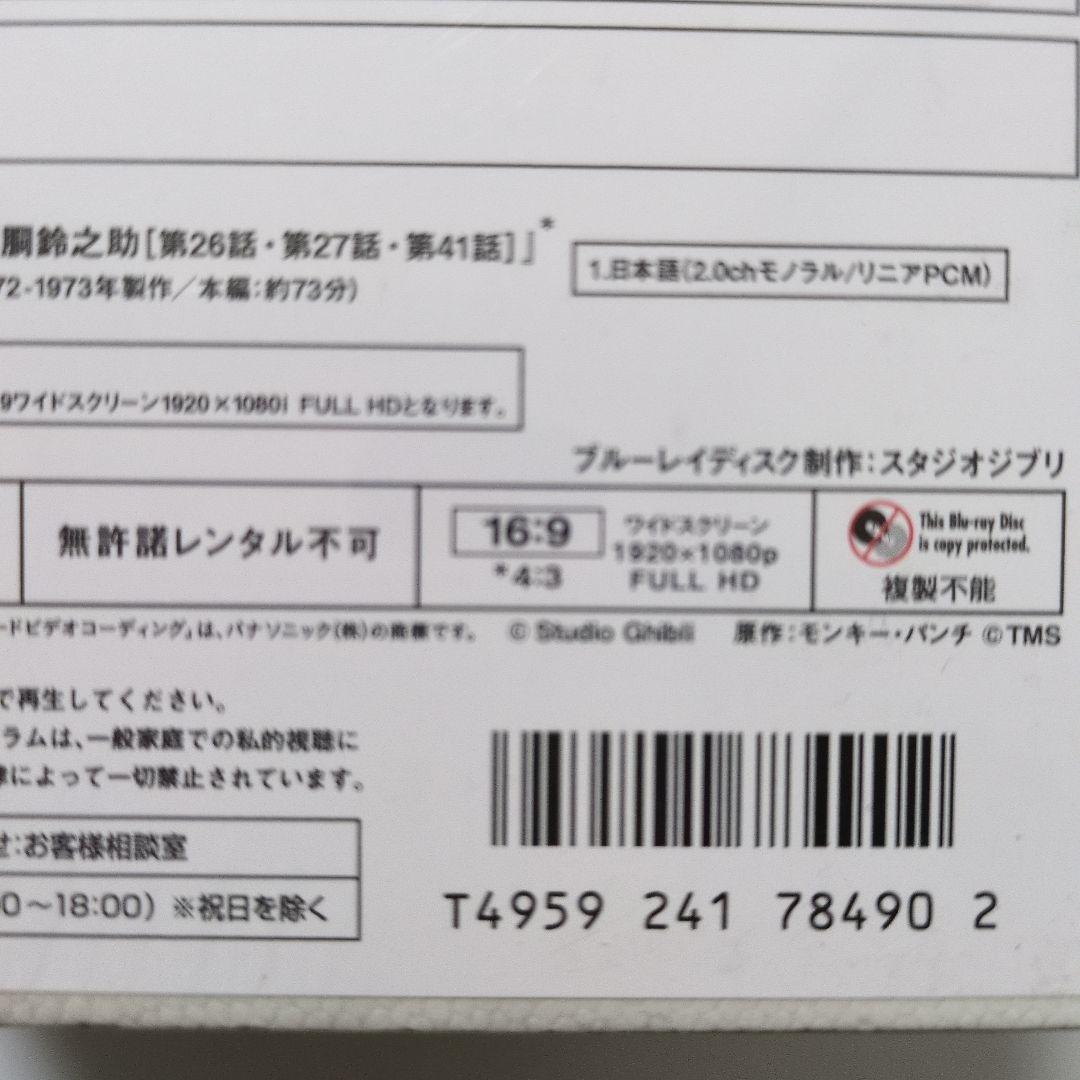 胴鈴之助[第26話・第27話・第41話]」*
72-1973年製作／本編：約73分）
1.日本語（2.0chモノラル/リニアPCM）
9ワイドスクリーン1920×1080i FULL HDとなります。
ブルーレイディスク制作：スタジオジブリ
無許諾レンタル不可
16:9
*4:3
ワイドスクリーン
1920×1080p
FULL HD
This Blu-ray Disc
is copy protected.
複製不能
ードビデオコーディング」は、パナソニック（株）の商標です。 © Studio Ghibli 原作：モンキー・パンチ ©TMS
で再生してください。
ラムは、一般家庭での私的視聴に
律によって一切禁止されています。
せ：お客様相談室
0～18:00）※祝日を除く
T4959 241 78490 2